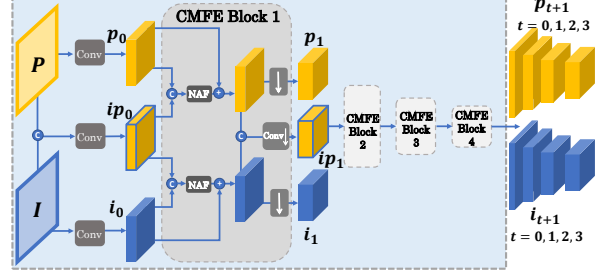 CMFE Block 1
P
Conv
p₀
NAF
p₁
C
+
ip₀
Conv
C
Conv↓
ip₁
CMFE
Block
2
CMFE
Block
3
CMFE
Block
4
I
Conv
i₀
C
NAF
+
i₁
C
pₜ₊₁
t = 0, 1, 2, 3
iₜ₊₁
t = 0, 1, 2, 3